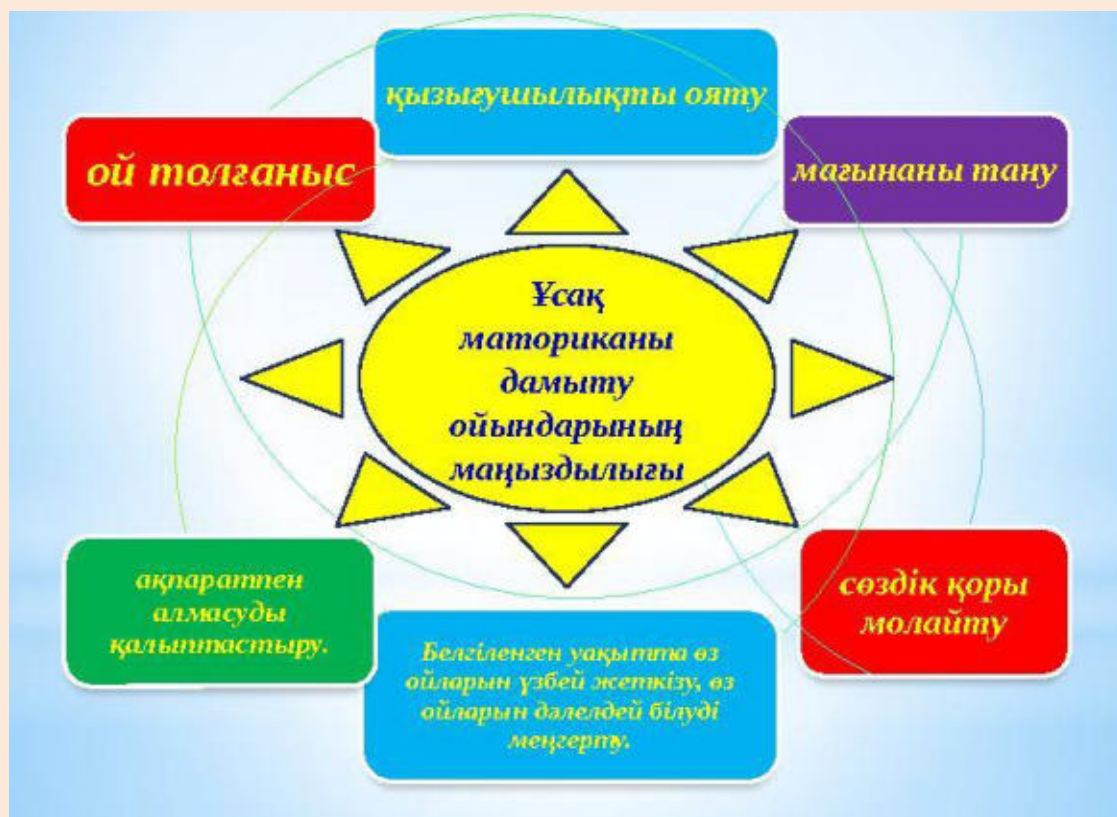 қызығушылықты ояту
ой толғаныс
мағынаны тану
Ұсақ
маториканы
дамыту
ойындарының
маңыздылығы
ақпаратпен
алмасуды
қалыптастыру.
сөздік қоры
молайту
Белгіленген уақытта өз
ойларын үзбей жеткізу, өз
ойларын дәлелдей білуді
меңгерту.